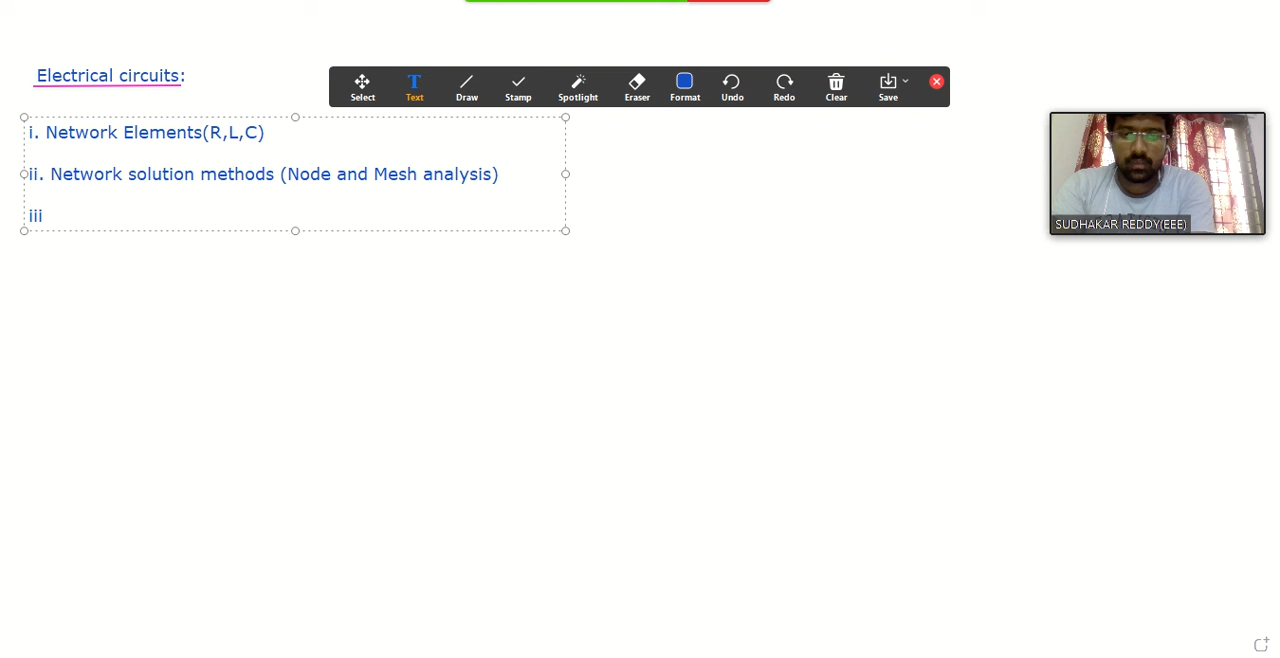 Electrical circuits:
Select Text Draw Stamp Spotlight Eraser Format Undo Redo Clear Save
i. Network Elements(R,L,C)
ii. Network solution methods (Node and Mesh analysis)
iii
SUDHAKAR REDDY(EEE)